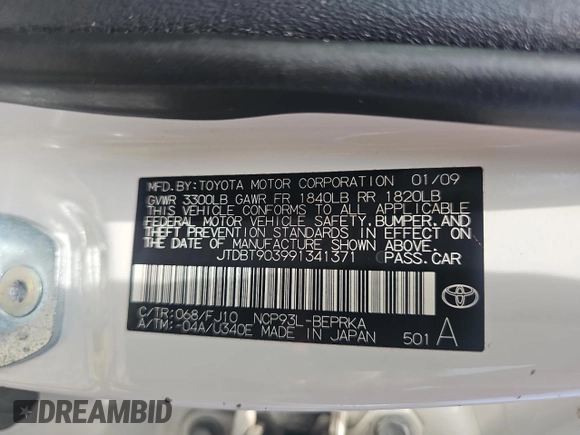 MFD.BY:TOYOTA MOTOR CORPORATION 01/09
GVWR 3300LB GAWR FR 1840LB RR 1820LB
THIS VEHICLE CONFORMS TO ALL APPLICABLE
FEDERAL MOTOR VEHICLE SAFETY, BUMPER, AND
THEFT PREVENTION STANDARDS IN EFFECT ON
THE DATE OF MANUFACTURE SHOWN ABOVE.
JTDBT903991341371 PASS.CAR
C/TR:068/FJ10 NCP93L-BEPRKA
A/TM:-04A/U340E MADE IN JAPAN 501 A
TOYOTA
DREAMBID